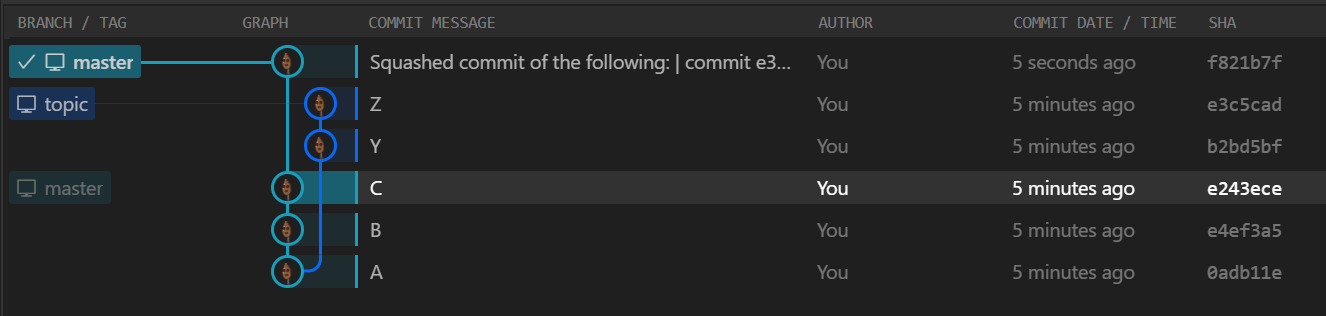 BRANCH / TAG GRAPH COMMIT MESSAGE AUTHOR COMMIT DATE / TIME SHA
master Squashed commit of the following: | commit e3... You 5 seconds ago f821b7f
topic Z You 5 minutes ago e3c5cad
Y You 5 minutes ago b2bd5bf
master C You 5 minutes ago e243ece
B You 5 minutes ago e4ef3a5
A You 5 minutes ago 0adb11e